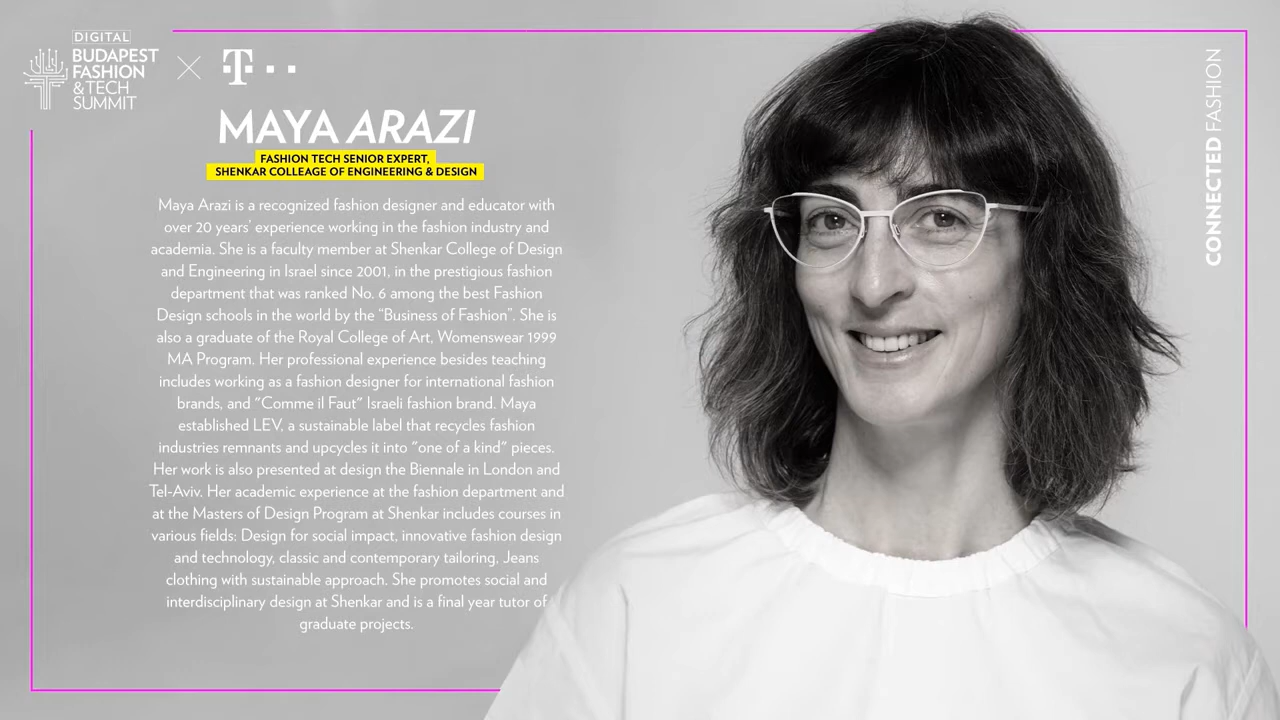 DIGITAL
BUDAPEST
FASHION
&TECH
SUMMIT
T
MAYA ARAZI
FASHION TECH SENIOR EXPERT,
SHENKAR COLLEAGE OF ENGINEERING & DESIGN
Maya Arazi is a recognized fashion designer and educator with
over 20 years' experience working in the fashion industry and
academia. She is a faculty member at Shenkar College of Design
and Engineering in Israel since 2001, in the prestigious fashion
department that was ranked No. 6 among the best Fashion
Design schools in the world by the "Business of Fashion". She is
also a graduate of the Royal College of Art, Womenswear 1999
MA Program. Her professional experience besides teaching
includes working as a fashion designer for international fashion
brands, and "Comme il Faut" Israeli fashion brand. Maya
established LEV, a sustainable label that recycles fashion
industries remnants and upcycles it into "one of a kind" pieces.
Her work is also presented at design the Biennale in London and
Tel-Aviv. Her academic experience at the fashion department and
at the Masters of Design Program at Shenkar includes courses in
various fields: Design for social impact, innovative fashion design
and technology, classic and contemporary tailoring, Jeans
clothing with sustainable approach. She promotes social and
interdisciplinary design at Shenkar and is a final year tutor of
graduate projects.
CONNECTED FASHION